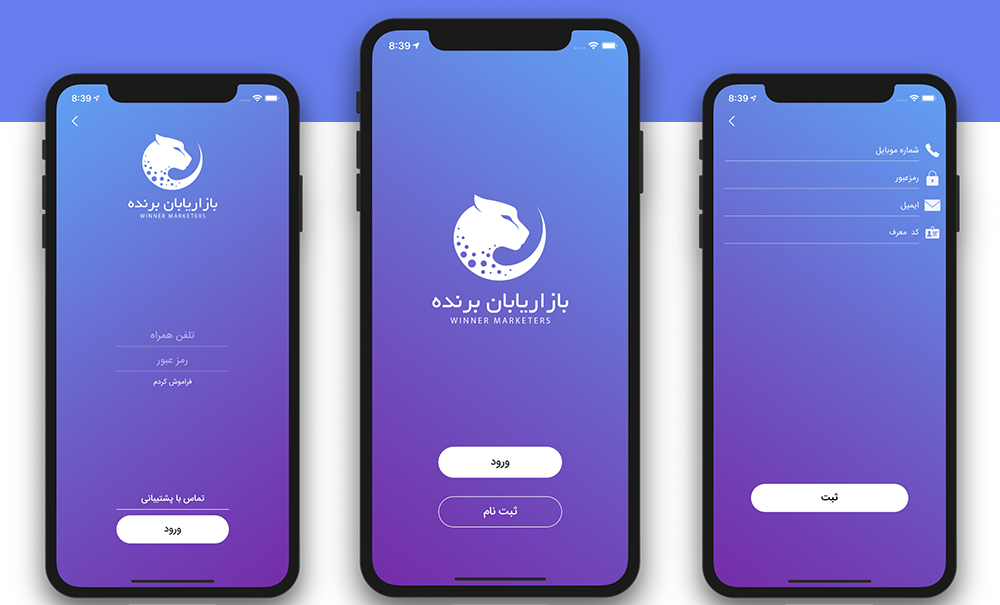 8:39
بازاریابان برنده
WINNER MARKETERS
تلفن همراه
رمز عبور
فراموش کردم
تماس با پشتیبانی
ورود
8:39
بازاریابان برنده
WINNER MARKETERS
ورود
ثبت نام
8:39
شماره موبایل
رمزعبور
ایمیل
کد معرف
ثبت